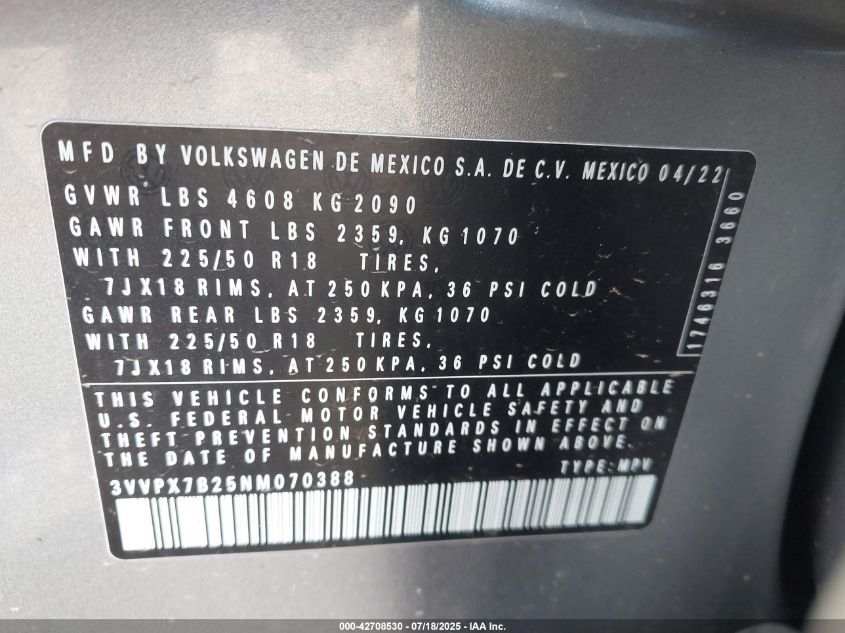 MFD BY VOLKSWAGEN DE MEXICO S.A. DE C.V. MEXICO 04/22
GVWR LBS 4608 KG 2090
GAWR FRONT LBS 2359, KG 1070
WITH 225/50 R18 TIRES,
7JX18 RIMS, AT 250 KPA, 36 PSI COLD
GAWR REAR LBS 2359, KG 1070
WITH 225/50 R18 TIRES,
7JX18 RIMS, AT 250 KPA, 36 PSI COLD
1746316 3660
THIS VEHICLE CONFORMS TO ALL APPLICABLE
U.S. FEDERAL MOTOR VEHICLE SAFETY AND
THEFT PREVENTION STANDARDS IN EFFECT ON
THE DATE OF MANUFACTURE SHOWN ABOVE.
3VVPX7B25NM070388 TYPE: MPV
000-42708530 - 07/18/2025 - IAA Inc.